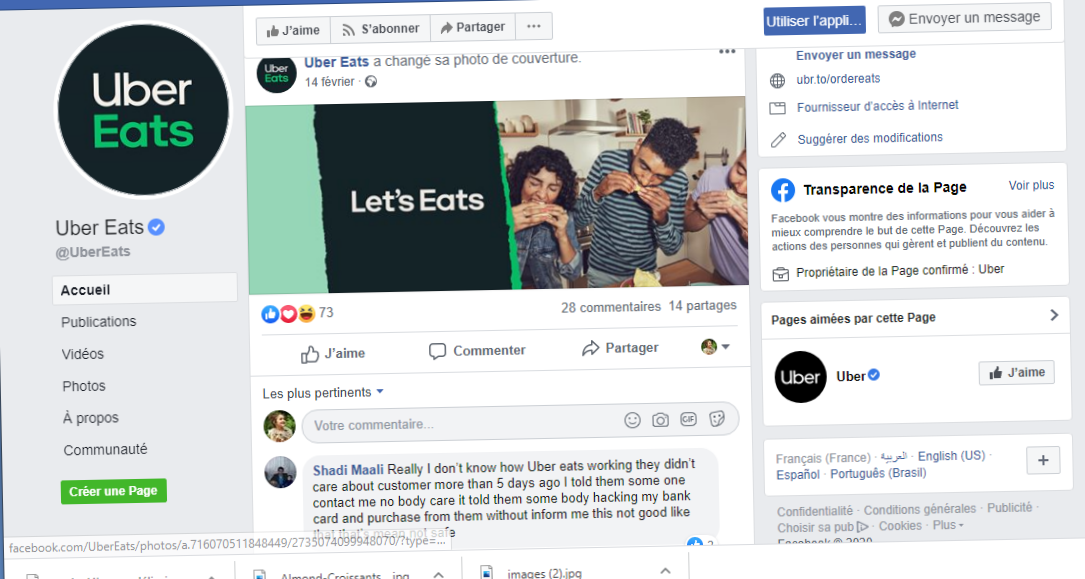 Uber
Eats
Uber Eats
@UberEats
Accueil
Publications
Vidéos
Photos
À propos
Communauté
Créer une Page
J'aime
S'abonner
Partager
Utiliser l'appli...
Envoyer un message
Uber
Eats
Uber Eats a changé sa photo de couverture.
14 février
Let's Eats
73
28 commentaires 14 partages
J'aime
Commenter
Partager
Les plus pertinents
Votre commentaire...
GIF
Shadi Maali Really I don't know how Uber eats working they didn't
care about customer more than 5 days ago I told them some one
contact me no body care it told them some body hacking my bank
card and purchase from them without inform me this not good like
that that's mean not safe
Envoyer un message
ubr.to/ordereats
Fournisseur d'accès à Internet
Suggérer des modifications
Transparence de la Page
Voir plus
Facebook vous montre des informations pour vous aider à
mieux comprendre le but de cette Page. Découvrez les
actions des personnes qui gèrent et publient du contenu.
Propriétaire de la Page confirmé : Uber
Pages aimées par cette Page
Uber
Uber
J'aime
Français (France) · العربية · English (US) ·
Español · Português (Brasil)
Confidentialité · Conditions générales · Publicité ·
Choisir sa pub · Cookies · Plus
Facebook © 2020
facebook.com/UberEats/photos/a.716070511848449/2735074099948070/?type=...
Almond-Croissants...jpg
images (2).jpg